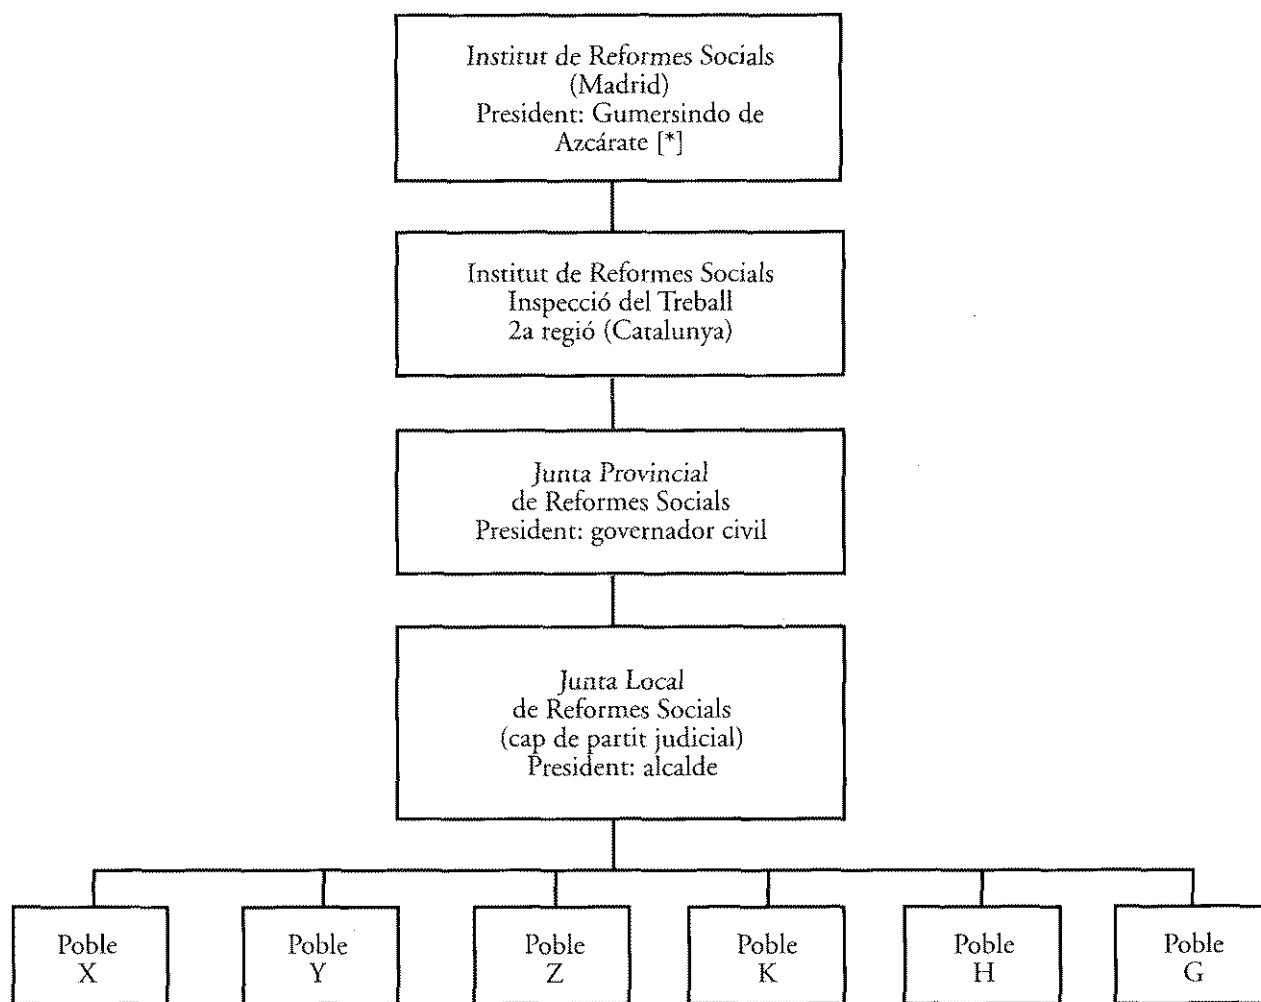 Institut de Reformes Socials
(Madrid)
President: Gumersindo de
Azcárate [*]
Institut de Reformes Socials
Inspecció del Treball
2a regió (Catalunya)
Junta Provincial
de Reformes Socials
President: governador civil
Junta Local
de Reformes Socials
(cap de partit judicial)
President: alcalde
Poble
X
Poble
Y
Poble
Z
Poble
K
Poble
H
Poble
G